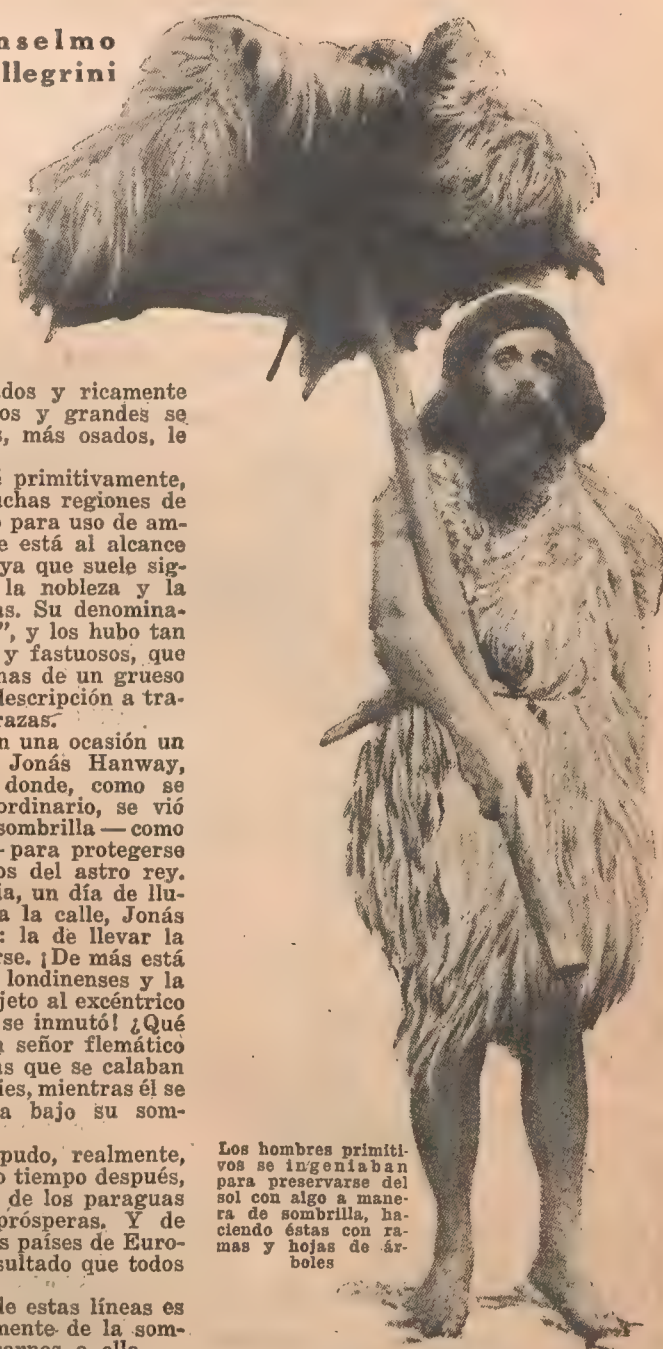 nselmo
llegrini
dos y ricamente
os y grandes se
s, más osados, le
primitivamente,
uchas regiones de
para uso de am-
e está al alcance
ya que suele sig-
la nobleza y la
as. Su denomina-
”, y los hubo tan
y fastuosos, que
nas de un grueso
descripción a tra-
razas.
n una ocasión un
Jonás Hanway,
donde, como se
ordinario, se vió
sombrilla — como
— para protegerse
os del astro rey.
ia, un día de llu-
a la calle, Jonás
: la de llevar la
rse. ¡De más está
londinenses y la
jeto al excéntrico
se inmutó! ¿Qué
señor flemático
as que se calaban
ies, mientras él se
a bajo su som-
pudo, realmente,
o tiempo después,
de los paraguas
prósperas. Y de
s países de Euro-
sultado que todos
de estas líneas es
mente de la som-
Los hombres primiti-
vos se ingeniaban
para preservarse del
sol con algo a mane-
ra de sombrilla, ha-
ciendo éstas con ra-
mas y hojas de ár-
boles